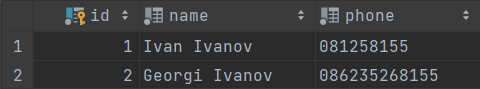 id name phone
1 1 Ivan Ivanov 081258155
2 2 Georgi Ivanov 086235268155